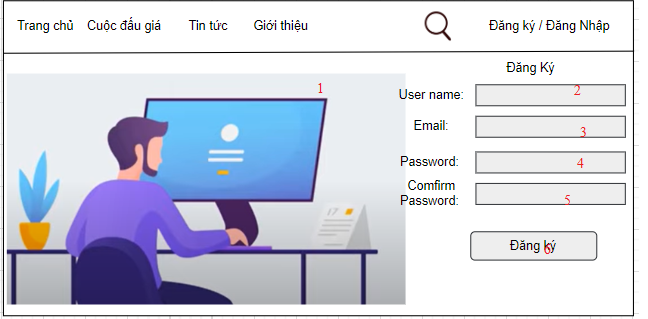 Trang chủ Cuộc đấu giá Tin tức Giới thiệu Đăng ký / Đăng Nhập
Đăng Ký
1
User name: 2
Email: 3
Password: 4
Comfirm
Password: 5
17
Đăng ký 6